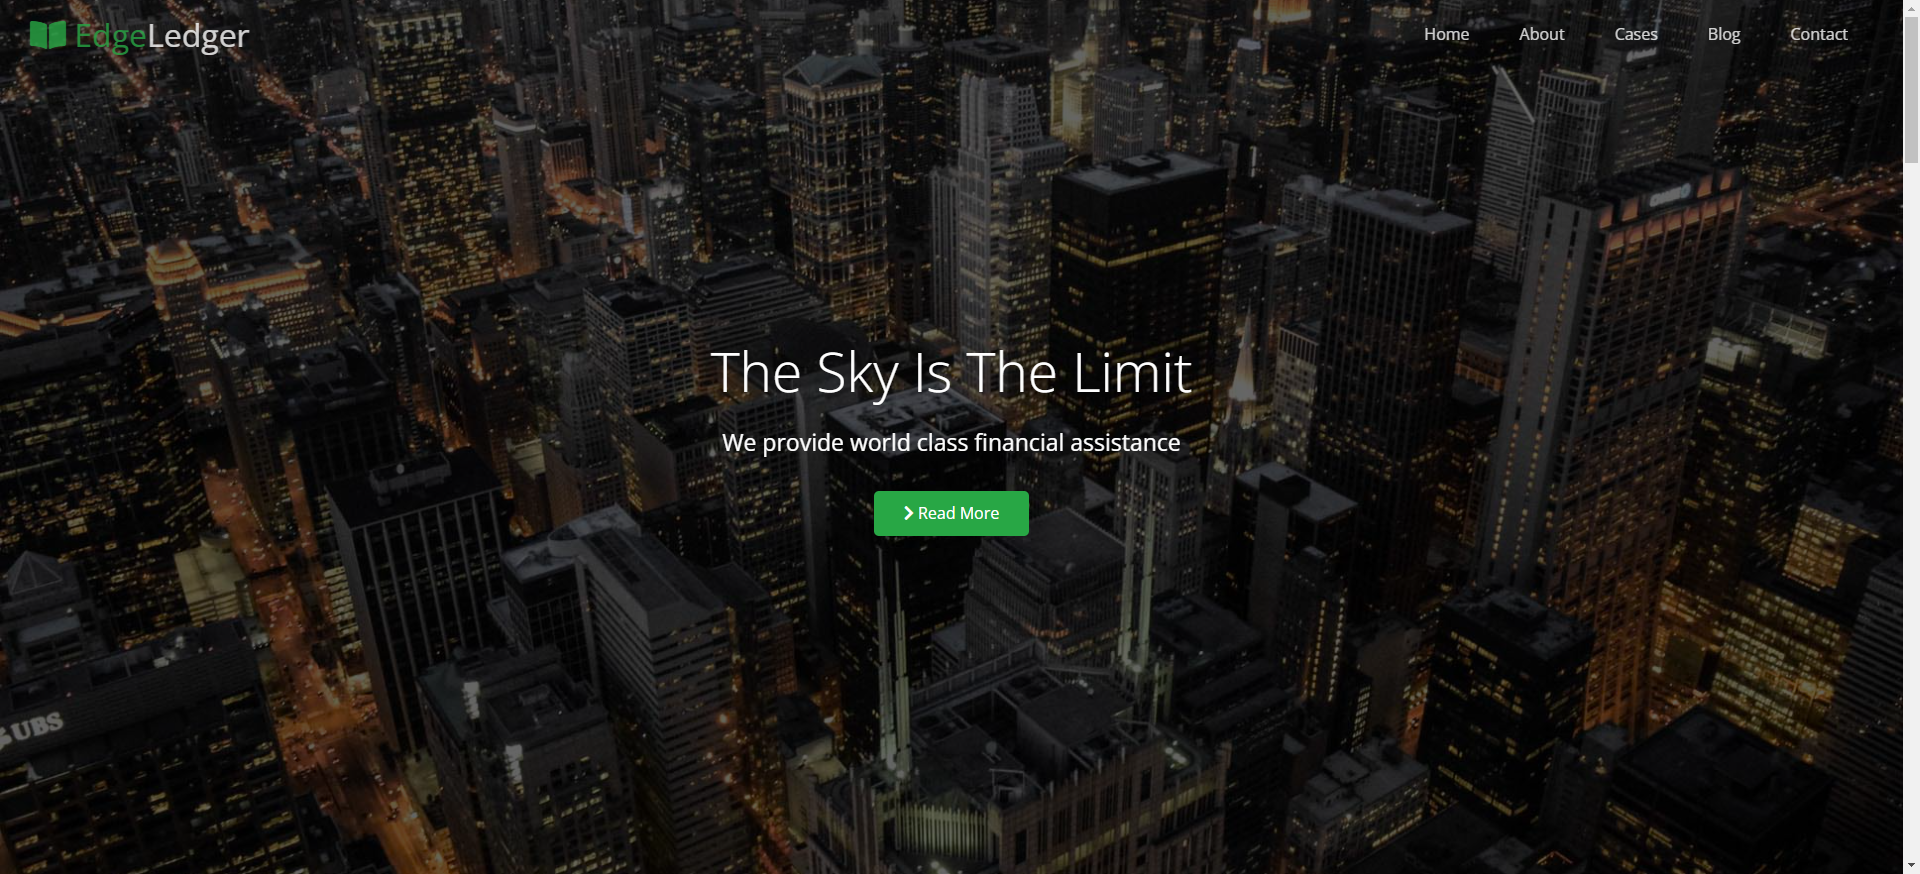 EdgeLedger
Home
About
Cases
Blog
Contact
The Sky Is The Limit
We provide world class financial assistance
Read More
UBS